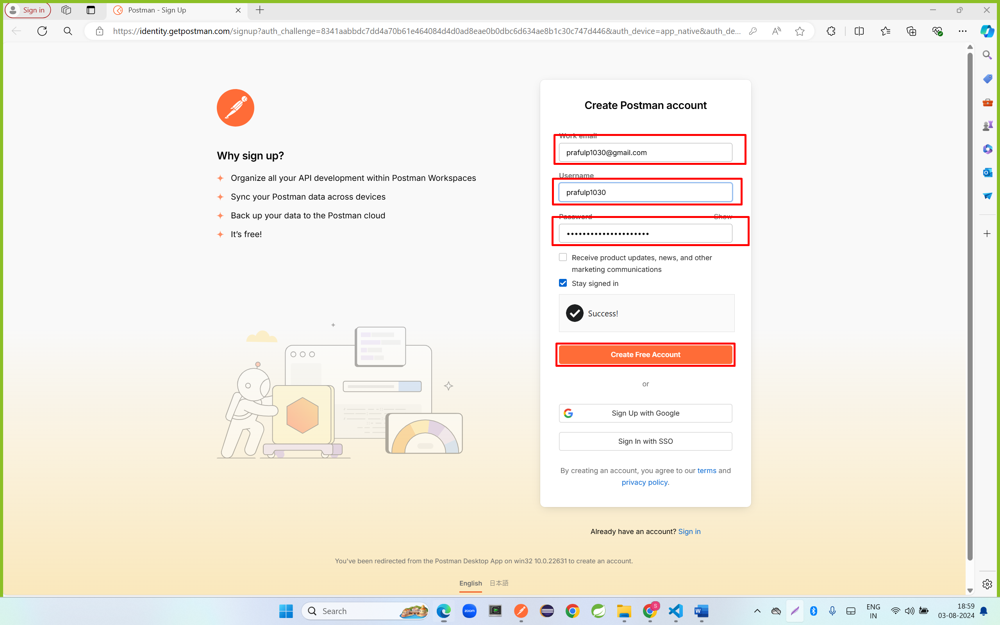 Sign in
Postman - Sign Up
https://identity.getpostman.com/signup?auth_challenge=8341aabbdc7dd4a70b61e464084d4d0ad8eae0b0dbc6d634ae8b1c30c747d446&auth_device=app_native&auth_de...
Create Postman account
Work email
prafulp1030@gmail.com
Why sign up?
Username
Organize all your API development within Postman Workspaces
prafulp1030
Sync your Postman data across devices
Back up your data to the Postman cloud
Password Show
It's free!
Receive product updates, news, and other
marketing communications
Stay signed in
Success!
Create Free Account
or
Sign Up with Google
Sign In with SSO
By creating an account, you agree to our terms and
privacy policy.
Already have an account? Sign in
You've been redirected from the Postman Desktop App on win32 10.0.22631 to create an account.
English 日本語
Search
zoom
S
W
ENG
IN
18:59
03-08-2024